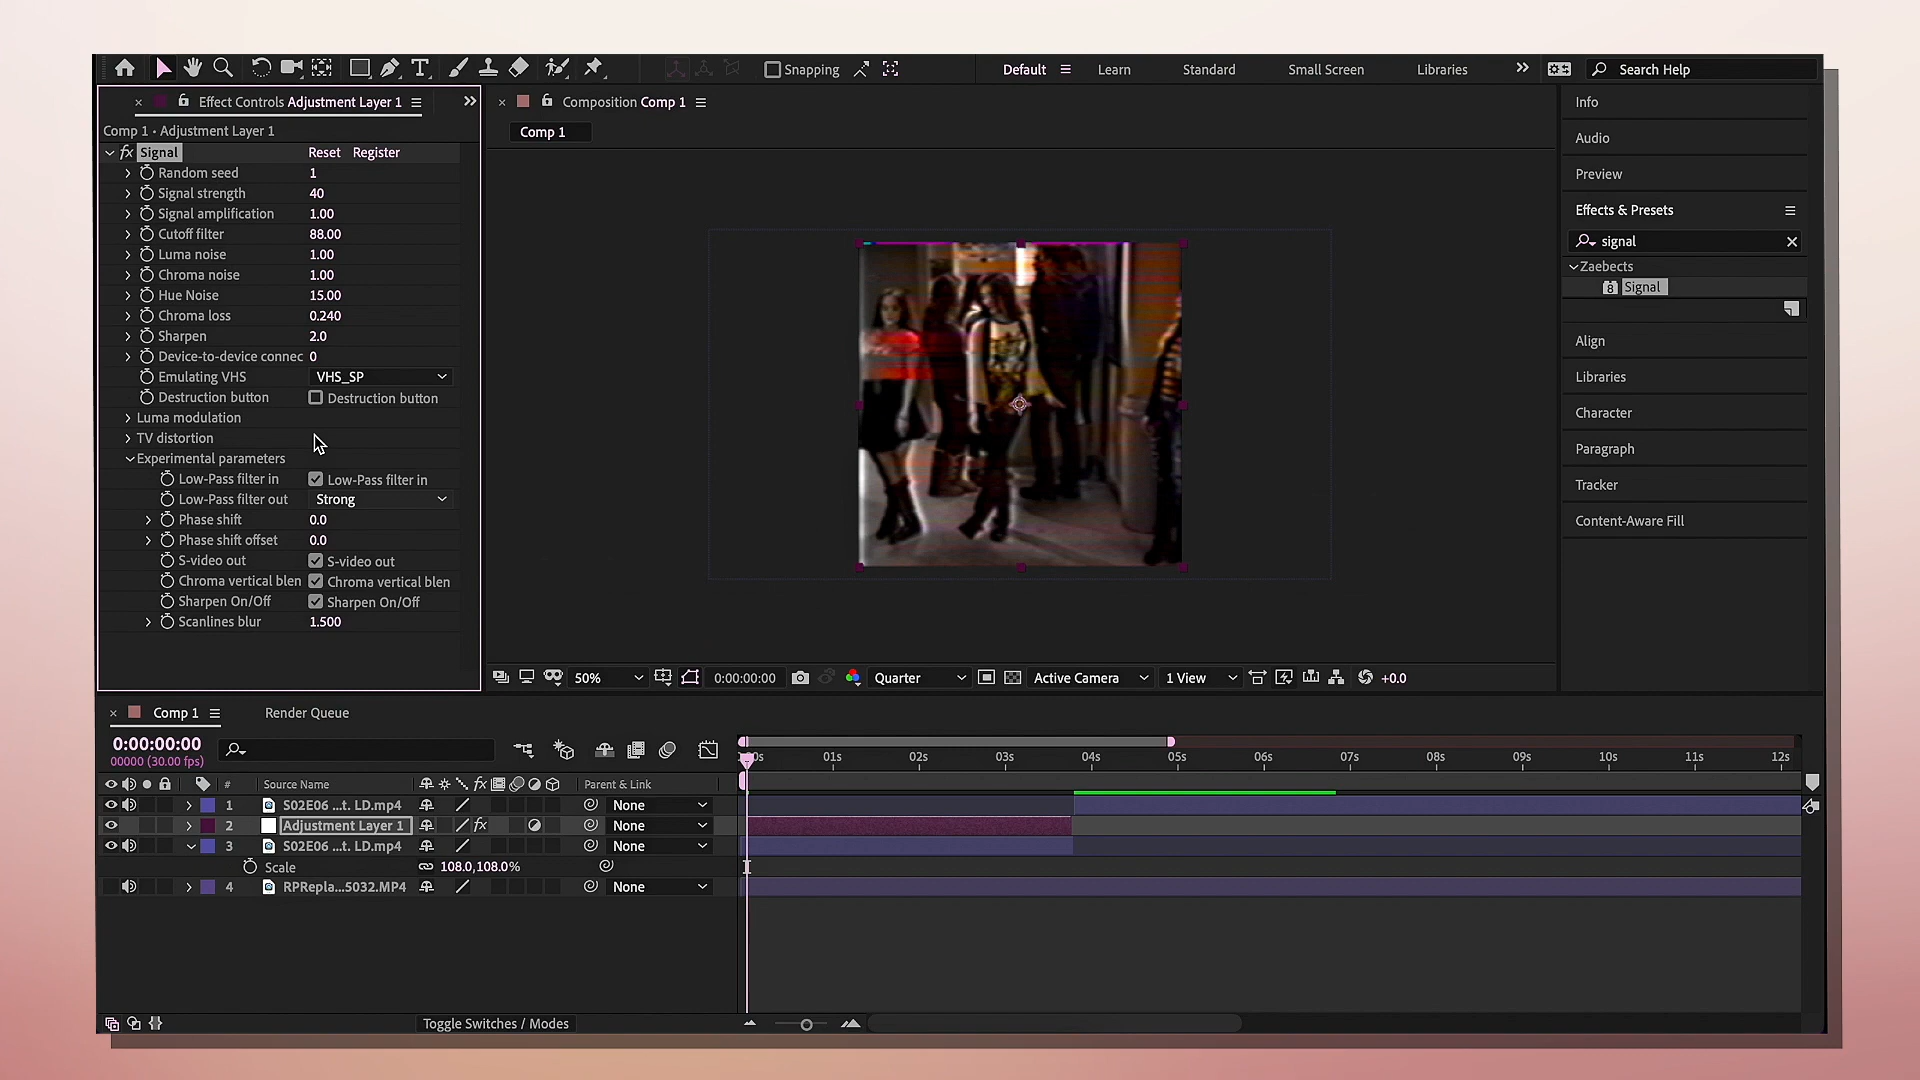 Snapping
Default
Learn
Standard
Small Screen
Libraries
Search Help
Effect Controls Adjustment Layer 1
Comp 1 • Adjustment Layer 1
fx Signal Reset Register
Random seed 1
Signal strength 40
Signal amplification 1.00
Cutoff filter 88.00
Luma noise 1.00
Chroma noise 1.00
Hue Noise 15.00
Chroma loss 0.240
Sharpen 2.0
Device-to-device connec 0
Emulating VHS VHS_SP
Destruction button Destruction button
Luma modulation
TV distortion
Experimental parameters
Low-Pass filter in Low-Pass filter in
Low-Pass filter out Strong
Phase shift 0.0
Phase shift offset 0.0
S-video out S-video out
Chroma vertical blen Chroma vertical blen
Sharpen On/Off Sharpen On/Off
Scanlines blur 1.500
Composition Comp 1
Comp 1
50% 0:00:00:00 Quarter Active Camera 1 View +0.0
Info
Audio
Preview
Effects & Presets
signal
Zaebects
8 Signal
Align
Libraries
Character
Paragraph
Tracker
Content-Aware Fill
Comp 1 Render Queue
0:00:00:00
00000 (30.00 fps)
0s 01s 02s 03s 04s 05s 06s 07s 08s 09s 10s 11s 12s
# Source Name fx Parent & Link
1 S02E06 ...t. LD.mp4 None
2 Adjustment Layer 1 fx None
3 S02E06 ...t. LD.mp4 None
Scale 108.0,108.0%
4 RPRepla...5032.MP4 None
Toggle Switches / Modes